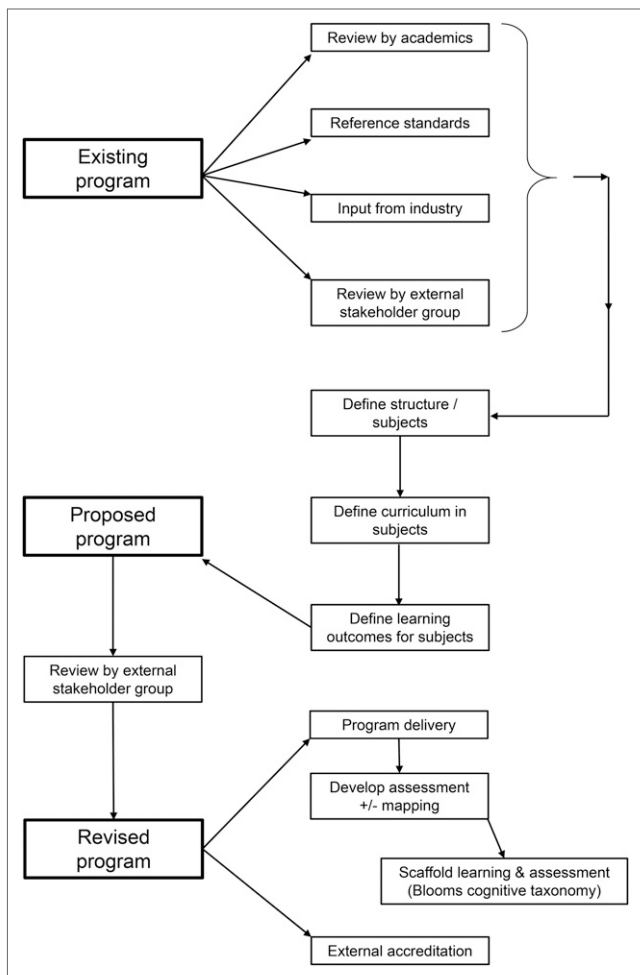 Review by academics
Reference standards
Existing
program
Input from industry
Review by external
stakeholder group
Define structure /
subjects
Proposed
program
Define curriculum in
subjects
Define learning
outcomes for subjects
Review by external
stakeholder group
Program delivery
Develop assessment
+/- mapping
Revised
program
Scaffold learning & assessment
(Blooms cognitive taxonomy)
External accreditation